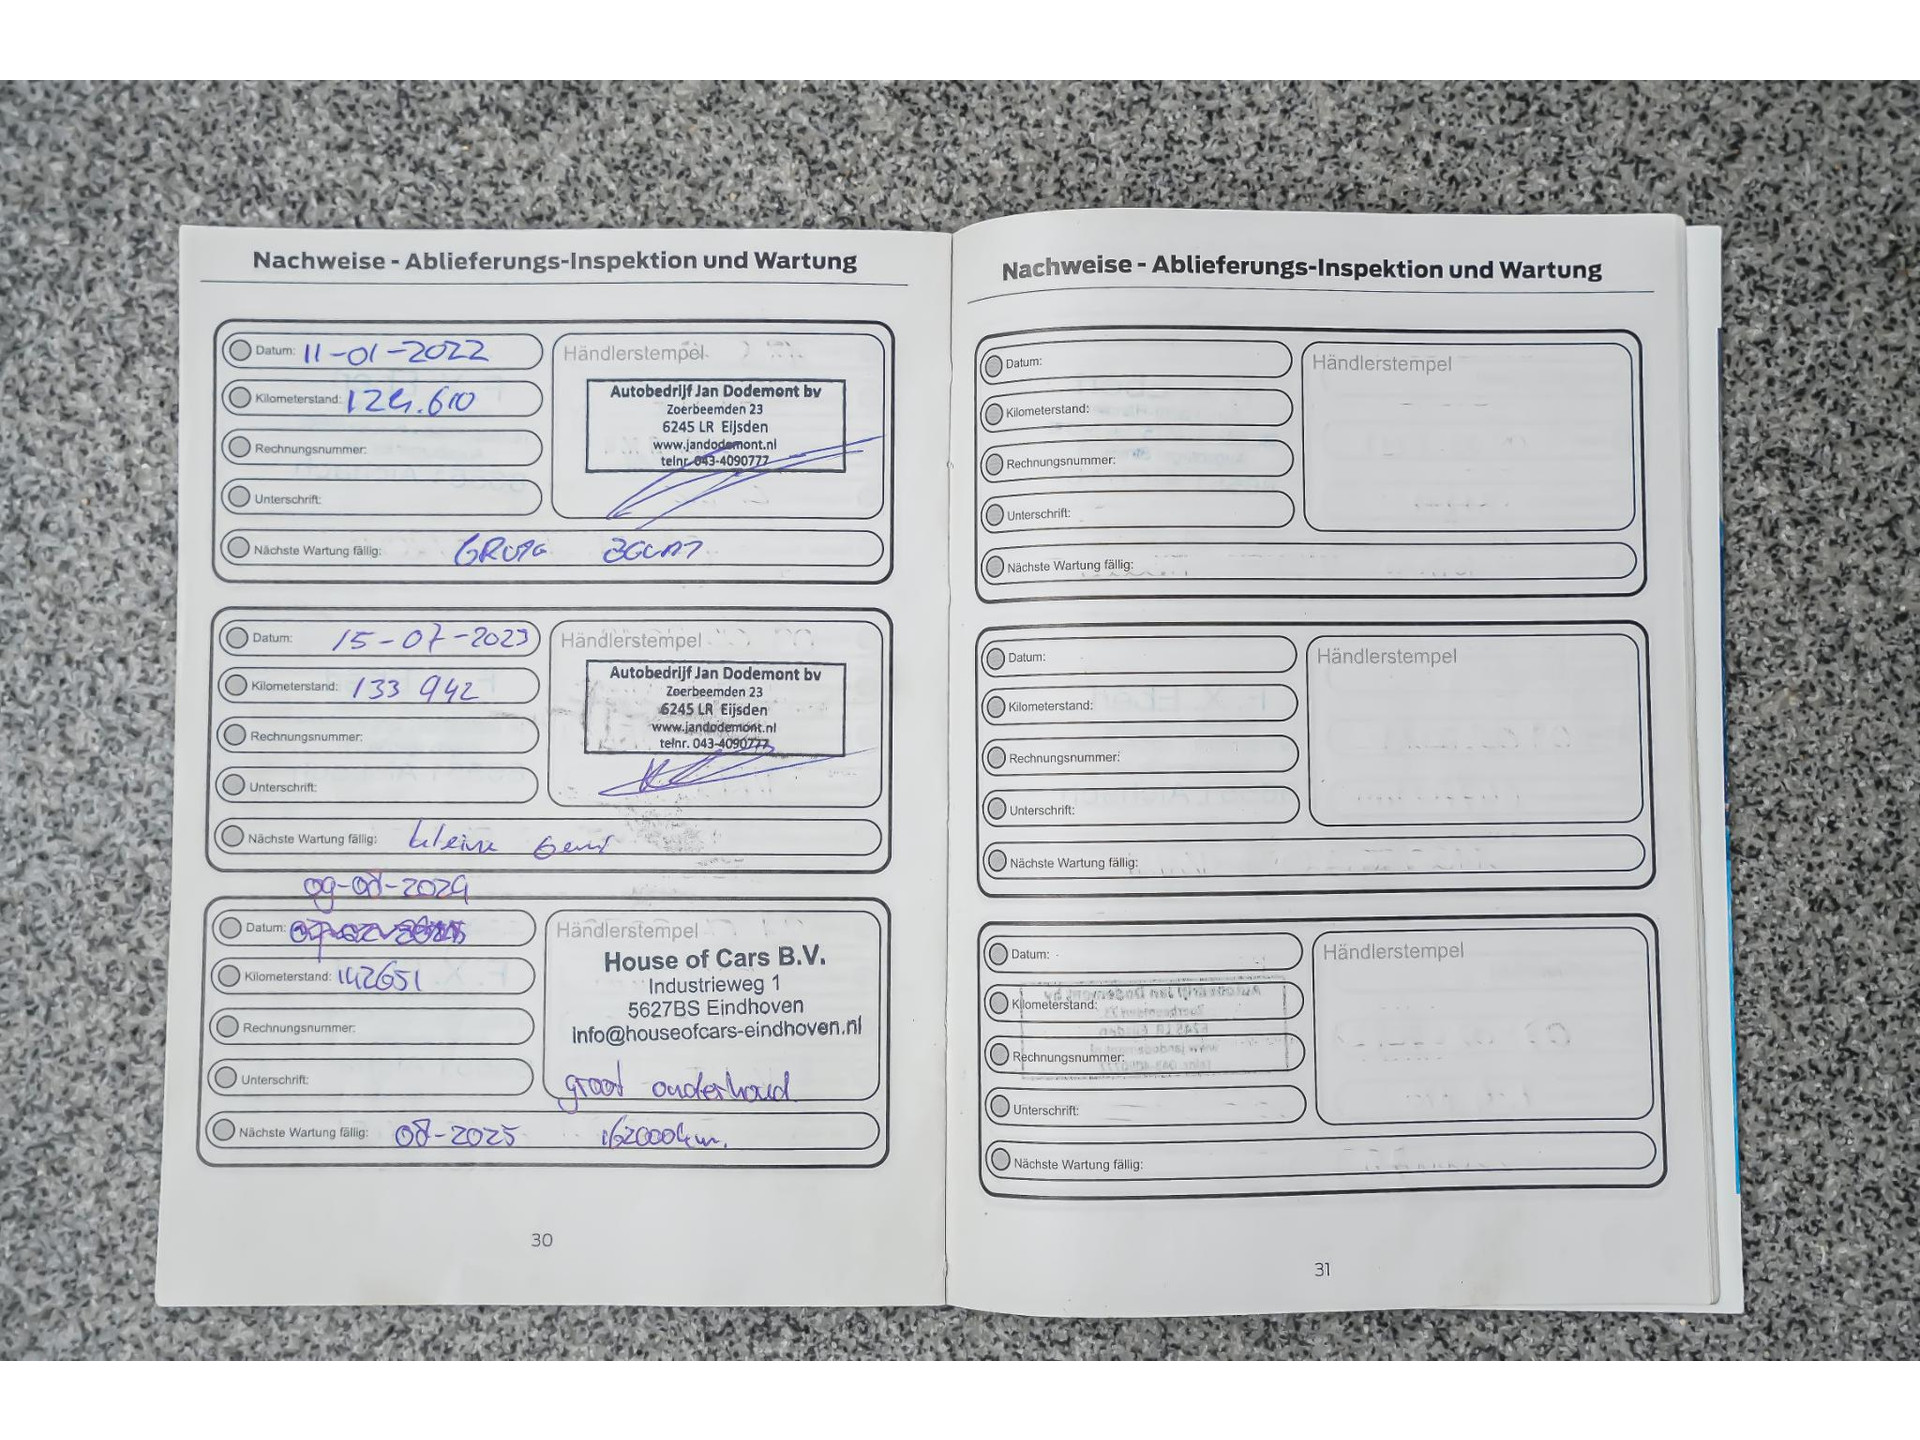 Nachweise - Ablieferungs-Inspektion und Wartung
Datum: 11-01-2022
Kilometerstand: 124.610
Rechnungsnummer:
Unterschrift:
Händlerstempel
Autobedrijf Jan Dodemont bv
Zoerbeemden 23
6245 LR Eijsden
www.jandodemont.nl
telnr. 043-4090777
Nächste Wartung fällig:
Datum: 15-07-2023
Kilometerstand: 133 942
Rechnungsnummer:
Unterschrift:
Händlerstempel
Autobedrijf Jan Dodemont bv
Zoerbeemden 23
6245 LR Eijsden
www.jandodemont.nl
telnr. 043-4090777
Nächste Wartung fällig: kleine
09-08-2024
Datum:
Kilometerstand: 142651
Rechnungsnummer:
Unterschrift:
Händlerstempel
House of Cars B.V.
Industrieweg 1
5627BS Eindhoven
info@houseofcars-eindhoven.nl
groot onderhoud
Nächste Wartung fällig: 08-2025 162000km.
30
Nachweise - Ablieferungs-Inspektion und Wartung
Datum:
Kilometerstand:
Rechnungsnummer:
Unterschrift:
Händlerstempel
Nächste Wartung fällig:
Datum:
Kilometerstand:
Rechnungsnummer:
Unterschrift:
Händlerstempel
Nächste Wartung fällig:
Datum:
Kilometerstand:
Rechnungsnummer:
Unterschrift:
Händlerstempel
Nächste Wartung fällig:
31